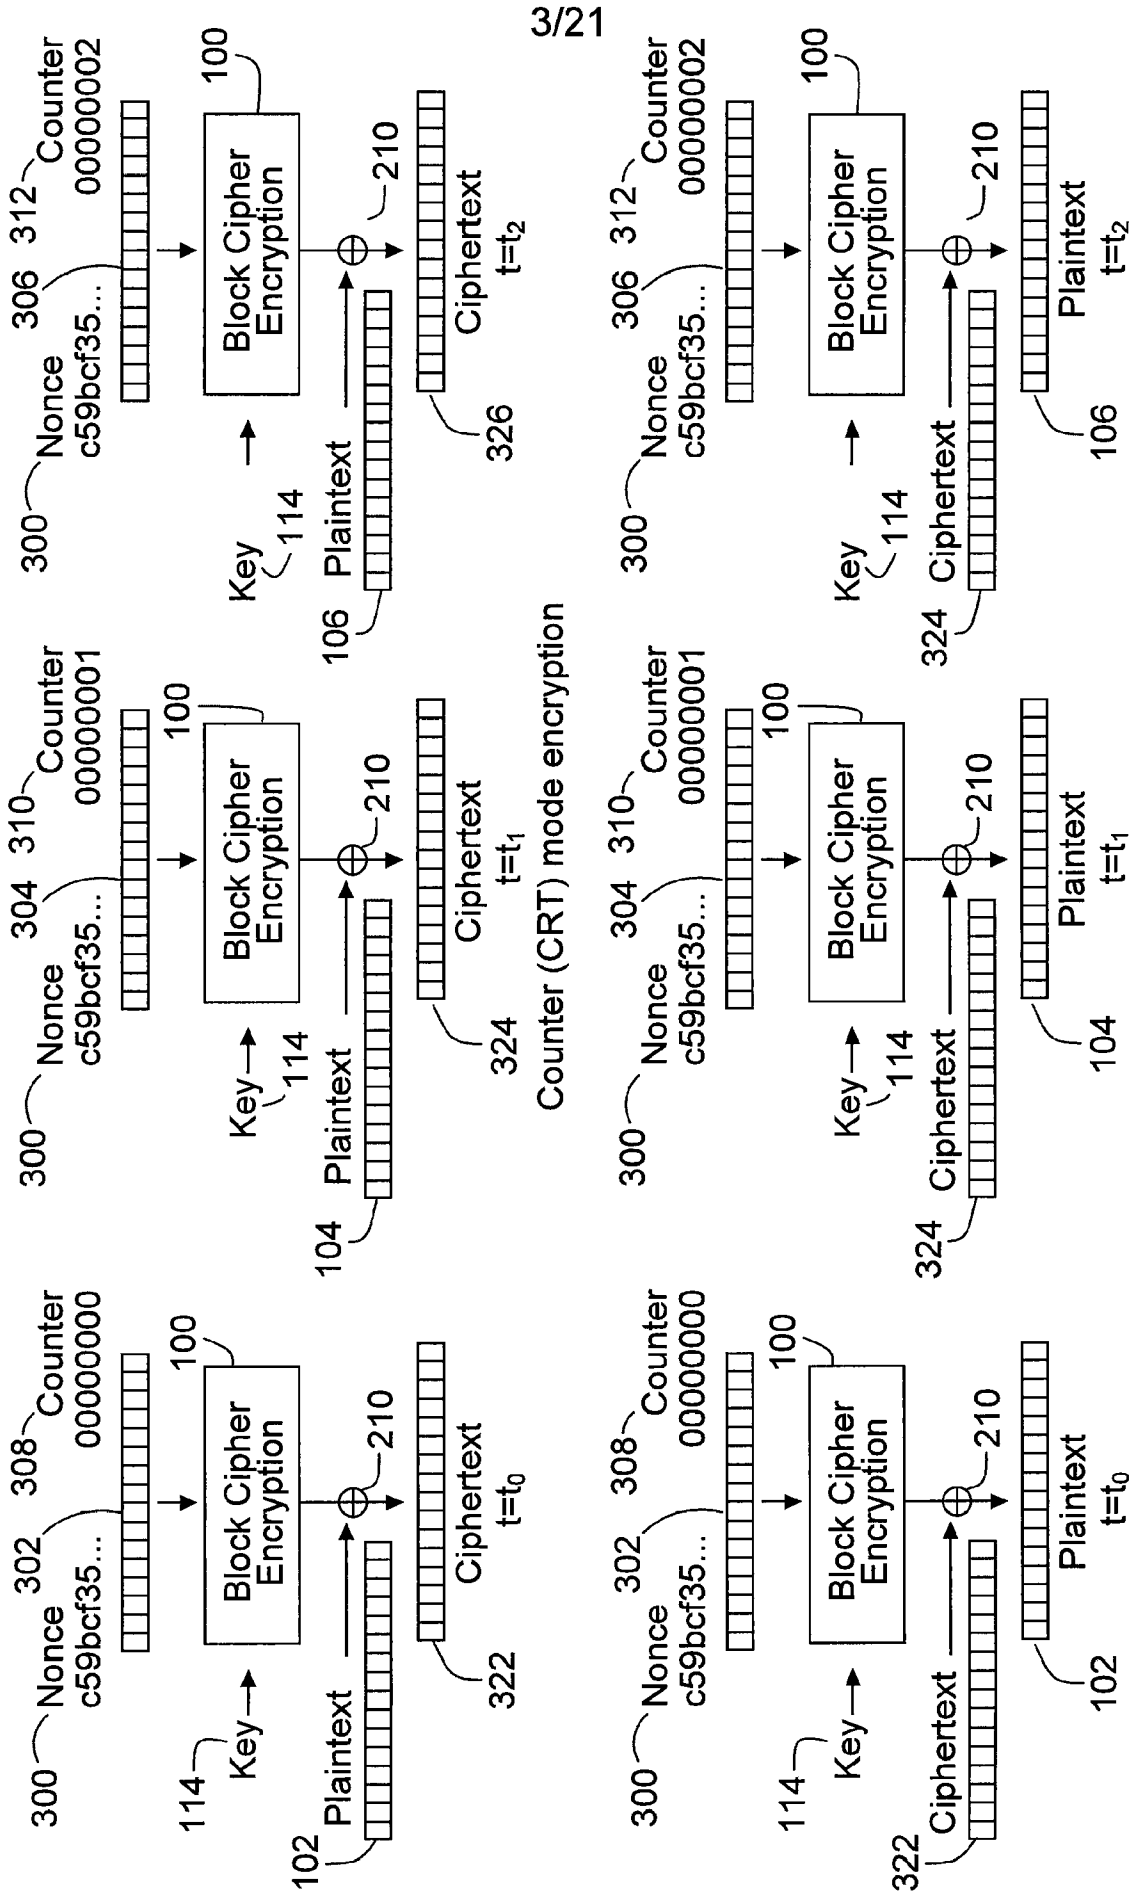 3/21
300 Nonce 302 308 Counter
c59bcf35... 00000000
100
Block Cipher
Encryption
114
Key
Plaintext
210
102
322
Ciphertext
t=t₀
300 Nonce 304 310 Counter
c59bcf35... 00000001
100
Block Cipher
Encryption
Key
114
Plaintext
210
104
324
Ciphertext
t=t₁
300 Nonce 306 312 Counter
c59bcf35... 00000002
100
Block Cipher
Encryption
Key
114
Plaintext
210
106
326
Ciphertext
t=t₂
Counter (CRT) mode encryption
300 Nonce 302 308 Counter
c59bcf35... 00000000
100
Block Cipher
Encryption
114
Key
Ciphertext
210
322
102
Plaintext
t=t₀
300 Nonce 304 310 Counter
c59bcf35... 00000001
100
Block Cipher
Encryption
Key
114
Ciphertext
210
324
104
Plaintext
t=t₁
300 Nonce 306 312 Counter
c59bcf35... 00000002
100
Block Cipher
Encryption
Key
114
Ciphertext
210
324
106
Plaintext
t=t₂